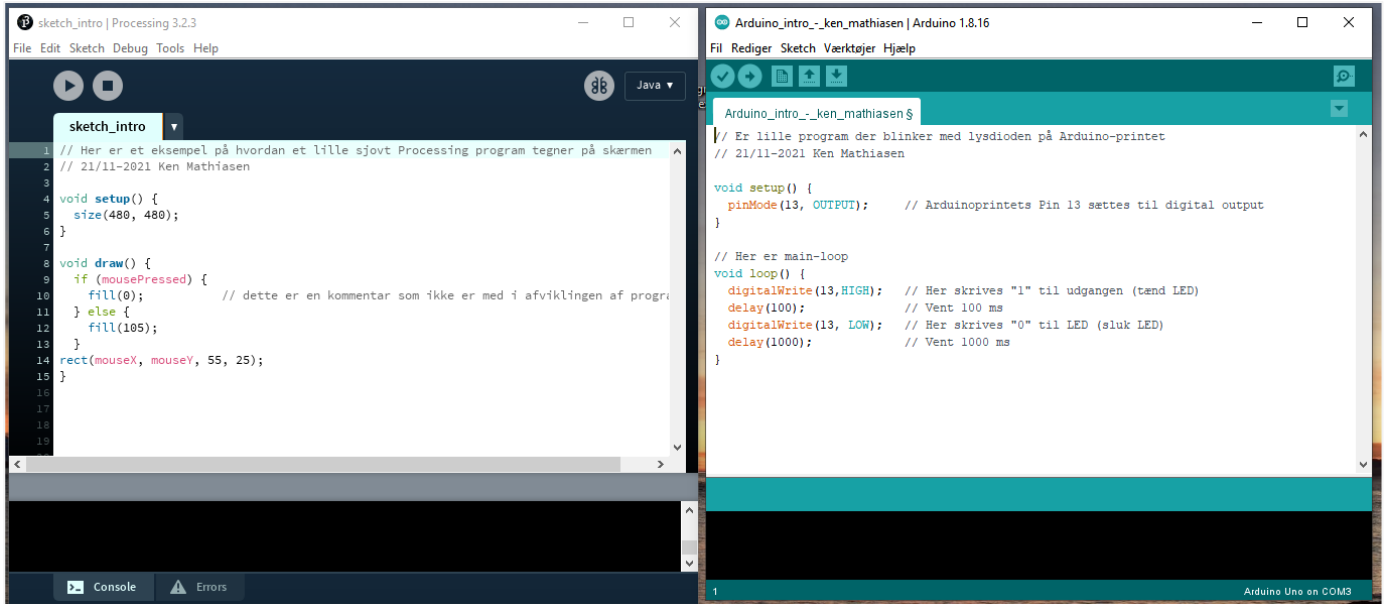 sketch_intro | Processing 3.2.3
File Edit Sketch Debug Tools Help
Java ▼
sketch_intro ▼
1 // Her er et eksempel på hvordan et lille sjovt Processing program tegner på skærmen
2 // 21/11-2021 Ken Mathiasen
3
4 void setup() {
5   size(480, 480);
6 }
7
8 void draw() {
9   if (mousePressed) {
10     fill(0);           // dette er en kommentar som ikke er med i afviklingen af progra
11   } else {
12     fill(105);
13   }
14 rect(mouseX, mouseY, 55, 25);
15 }
16
17
18
19
Console
Errors
Arduino_intro_-_ken_mathiasen | Arduino 1.8.16
Fil Rediger Sketch Værktøjer Hjælp
Arduino_intro_-_ken_mathiasen §
// Er lille program der blinker med lysdioden på Arduino-printet
// 21/11-2021 Ken Mathiasen
void setup() {
  pinMode(13, OUTPUT);     // Arduinoprintets Pin 13 sættes til digital output
}
// Her er main-loop
void loop() {
  digitalWrite(13,HIGH);   // Her skrives "1" til udgangen (tænd LED)
  delay(100);              // Vent 100 ms
  digitalWrite(13, LOW);   // Her skrives "0" til LED (sluk LED)
  delay(1000);             // Vent 1000 ms
}
1
Arduino Uno on COM3